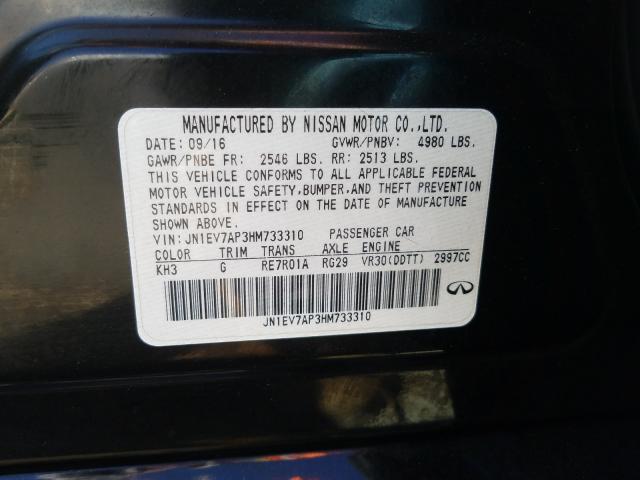 MANUFACTURED BY NISSAN MOTOR CO.,LTD.
DATE: 09/16 GVWR/PNBV: 4980 LBS.
GAWR/PNBE FR: 2546 LBS. RR: 2513 LBS.
THIS VEHICLE CONFORMS TO ALL APPLICABLE FEDERAL
MOTOR VEHICLE SAFETY, BUMPER, AND THEFT PREVENTION
STANDARDS IN EFFECT ON THE DATE OF MANUFACTURE
SHOWN ABOVE.
VIN: JN1EV7AP3HM733310 PASSENGER CAR
COLOR TRIM TRANS AXLE ENGINE
KH3 G RE7R01A RG29 VR30(DDTT) 2997CC
JN1EV7AP3HM733310